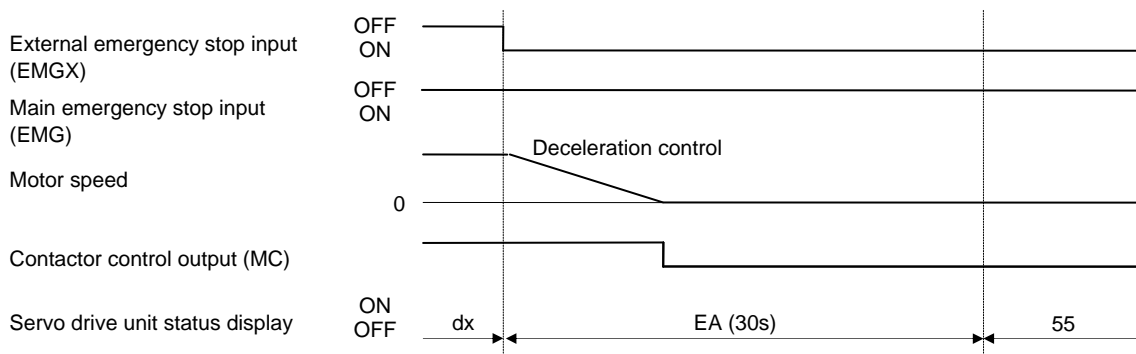 OFF
External emergency stop input
ON
(EMGX)
OFF
Main emergency stop input
ON
(EMG)
Deceleration control
Motor speed
0
Contactor control output (MC)
ON
Servo drive unit status display
OFF
dx
EA (30s)
55